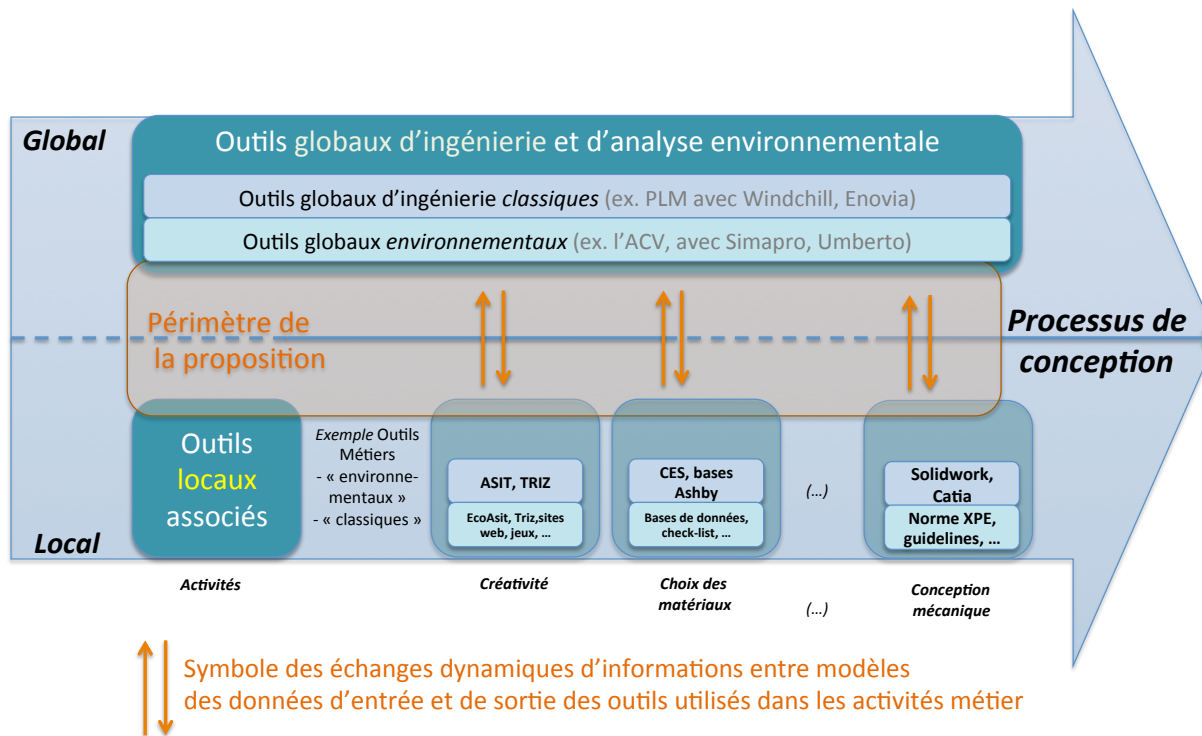 Global
Outils globaux d'ingénierie et d'analyse environnementale
Outils globaux d'ingénierie classiques (ex. PLM avec Windchill, Enovia)
Outils globaux environnementaux (ex. l'ACV, avec Simapro, Umberto)
Périmètre de
la proposition
Processus de
conception
Outils
locaux
associés
Exemple Outils
Métiers
- « environne-
mentaux »
- « classiques »
ASIT, TRIZ
EcoAsit, Triz,sites
web, jeux, ...
CES, bases
Ashby
Bases de données,
check-list, ...
(...)
Solidwork,
Catia
Norme XPE,
guidelines, ...
Local
Activités
Créativité
Choix des
matériaux
(...)
Conception
mécanique
Symbole des échanges dynamiques d'informations entre modèles
des données d'entrée et de sortie des outils utilisés dans les activités métier